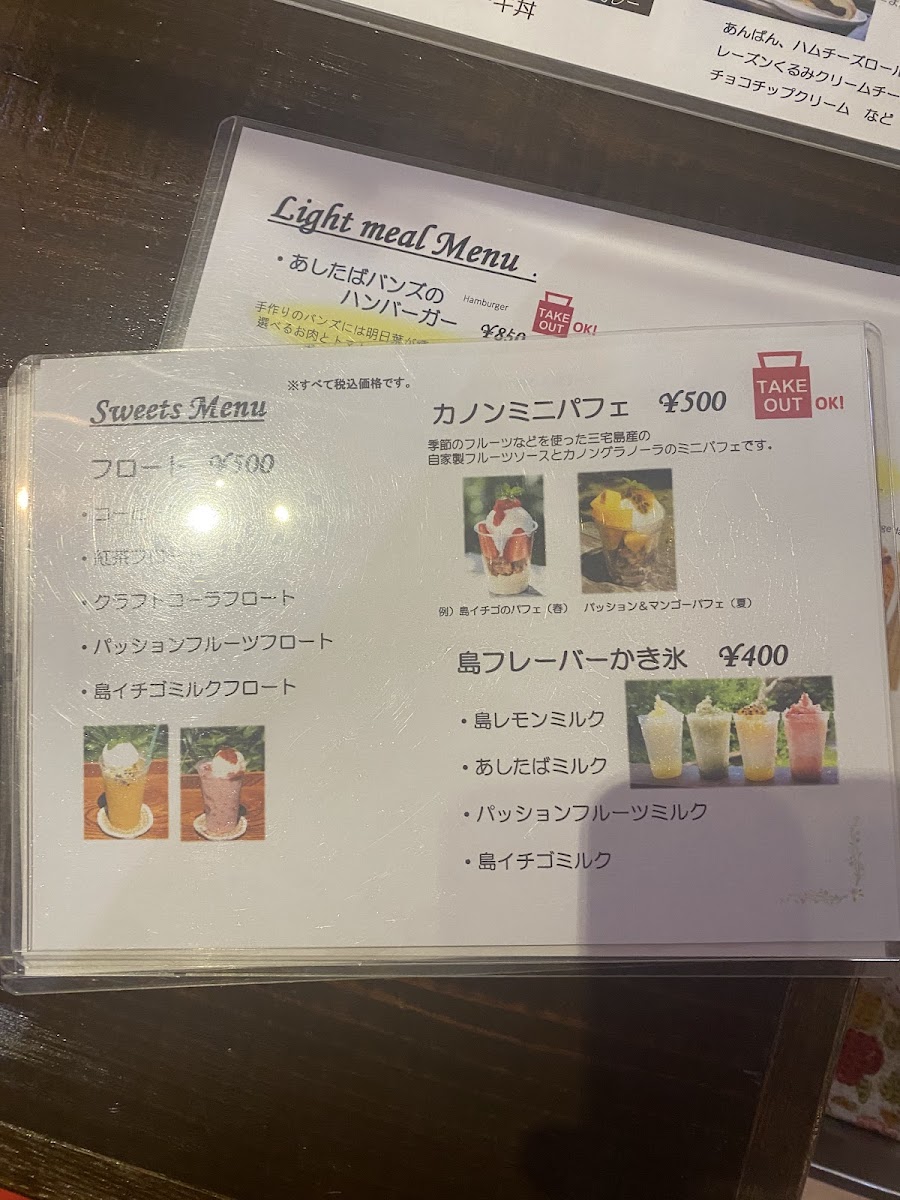 牛丼
あんぱん、ハムチーズロール
レーズンくるみクリームチー
チョコチップクリーム など
Light meal Menu .
・あしたばバンズの
ハンバーガー
Hamburger
¥850
TAKE OUT OK!
手作りのバンズには明日葉が
選べるお肉と
※すべて税込価格です。
Sweets Menu
フロート ¥500
・コー
・紅茶フロート
・クラフトコーラフロート
・パッションフルーツフロート
・島イチゴミルクフロート
カノンミニパフェ ¥500
TAKE OUT OK!
季節のフルーツなどを使った三宅島産の
自家製フルーツソースとカノングラノーラのミニパフェです。
例）島イチゴのパフェ（春） パッション＆マンゴーパフェ（夏）
島フレーバーかき氷 ¥400
・島レモンミルク
・あしたばミルク
・パッションフルーツミルク
・島イチゴミルク